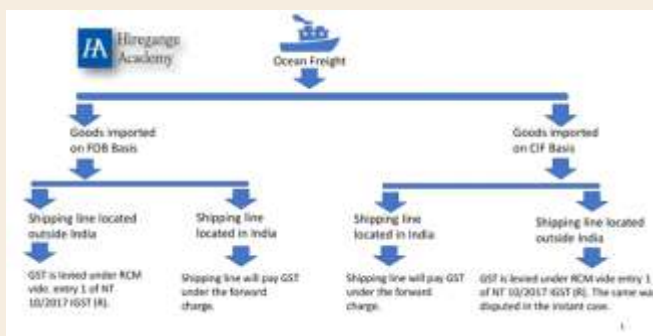 Hiregange
Academy
Ocean Freight
Goods imported
on FOB Basis
Goods imported
on CIF Basis
Shipping line located
outside India
Shipping line
located in India
Shipping line
located in India
Shipping line located
outside India
GST is levied under RCM
vide. entry 1 of NT
10/2017 IGST (R).
Shipping line will pay GST
under the forward
charge.
Shipping line will pay GST
under the forward
charge.
GST is levied under RCM vide entry 1
of NT 10/2017 IGST (R). The same was
disputed in the instant case.